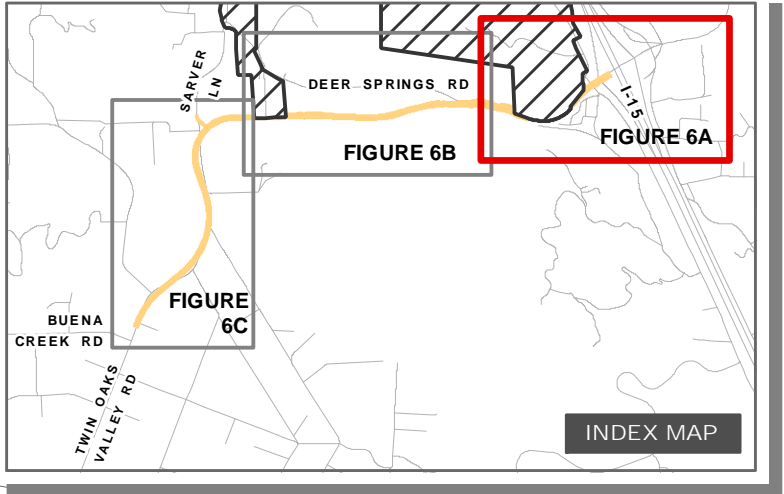 SARVER
LN
DEER SPRINGS RD
I-15
FIGURE 6A
FIGURE 6B
FIGURE
6C
BUENA
CREEK RD
TWIN OAKS
VALLEY RD
INDEX MAP